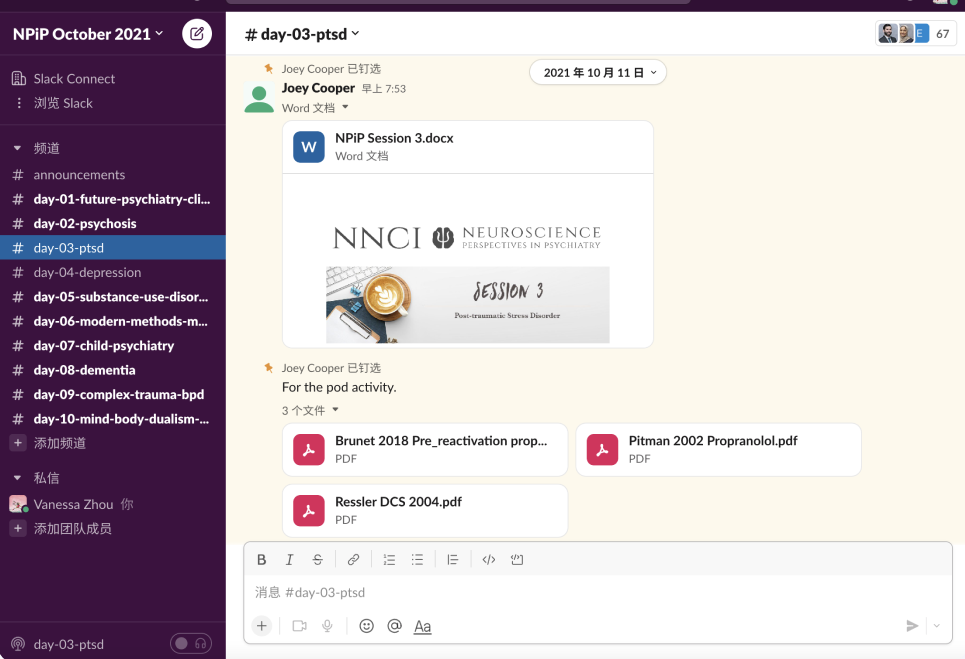 NPiP October 2021
Slack Connect
浏览 Slack
频道
# announcements
# day-01-future-psychiatry-cli...
# day-02-psychosis
# day-03-ptsd
# day-04-depression
# day-05-substance-use-disor...
# day-06-modern-methods-m...
# day-07-child-psychiatry
# day-08-dementia
# day-09-complex-trauma-bpd
# day-10-mind-body-dualism-...
+ 添加频道
私信
Vanessa Zhou 你
+ 添加团队成员
day-03-ptsd
# day-03-ptsd
E 67
2021 年 10 月 11 日
Joey Cooper 已钉选
Joey Cooper 早上 7:53
Word 文档
W
NPiP Session 3.docx
Word 文档
NNCI NEUROSCIENCE
PERSPECTIVES IN PSYCHIATRY
SESSION 3
Post-traumatic Stress Disorder
Joey Cooper 已钉选
For the pod activity.
3 个文件
Brunet 2018 Pre_reactivation prop...
PDF
Pitman 2002 Propranolol.pdf
PDF
Ressler DCS 2004.pdf
PDF
B I S
消息 #day-03-ptsd
+ @ Aa